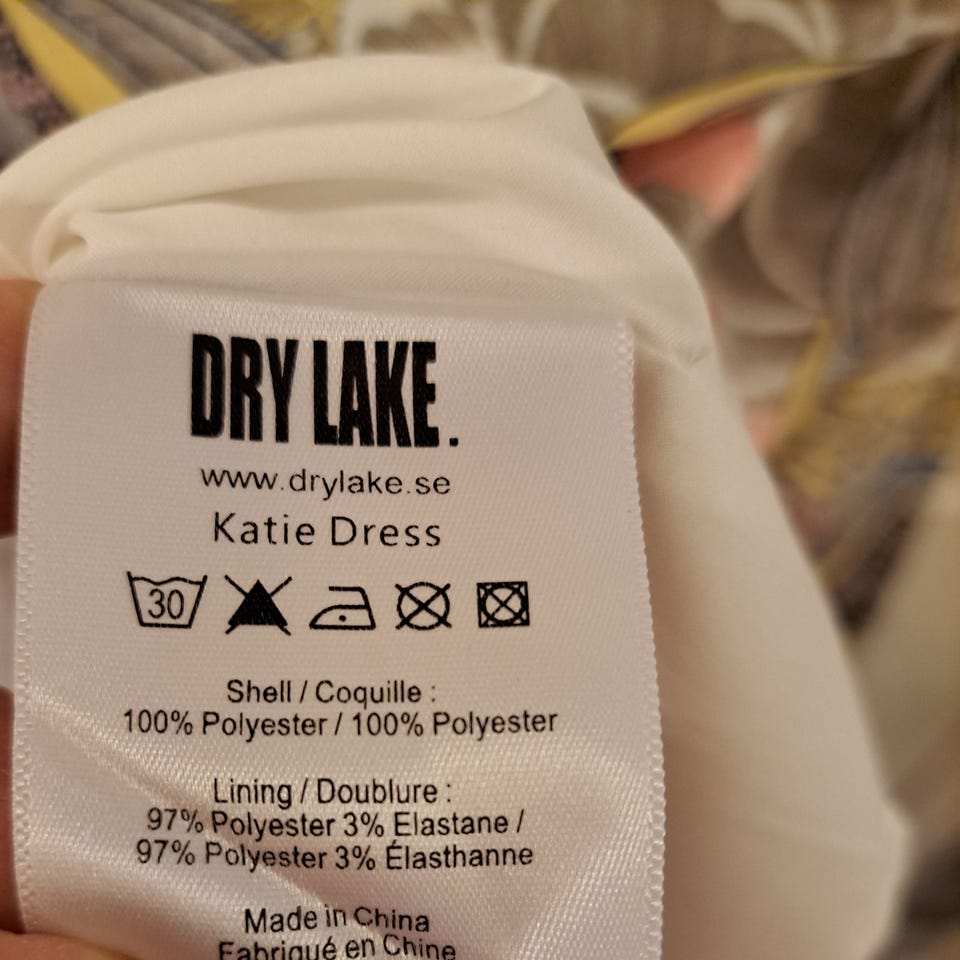 DRY LAKE.
www.drylake.se
Katie Dress
30
Shell / Coquille :
100% Polyester / 100% Polyester
Lining / Doublure :
97% Polyester 3% Elastane /
97% Polyester 3% Élasthanne
Made in China
Fabriqué en Chine